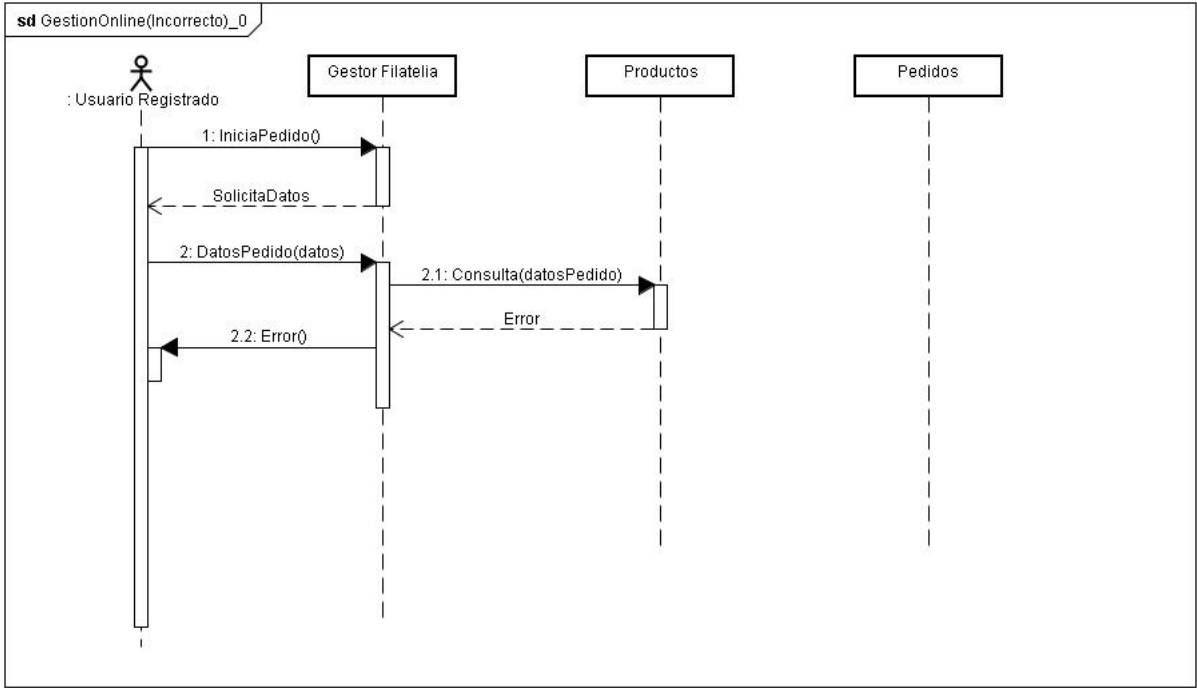 sd GestionOnline(Incorrecto)_0
: Usuario Registrado
Gestor Filatelia
Productos
Pedidos
1: IniciaPedido()
SolicitaDatos
2: DatosPedido(datos)
2.1: Consulta(datosPedido)
Error
2.2: Error()